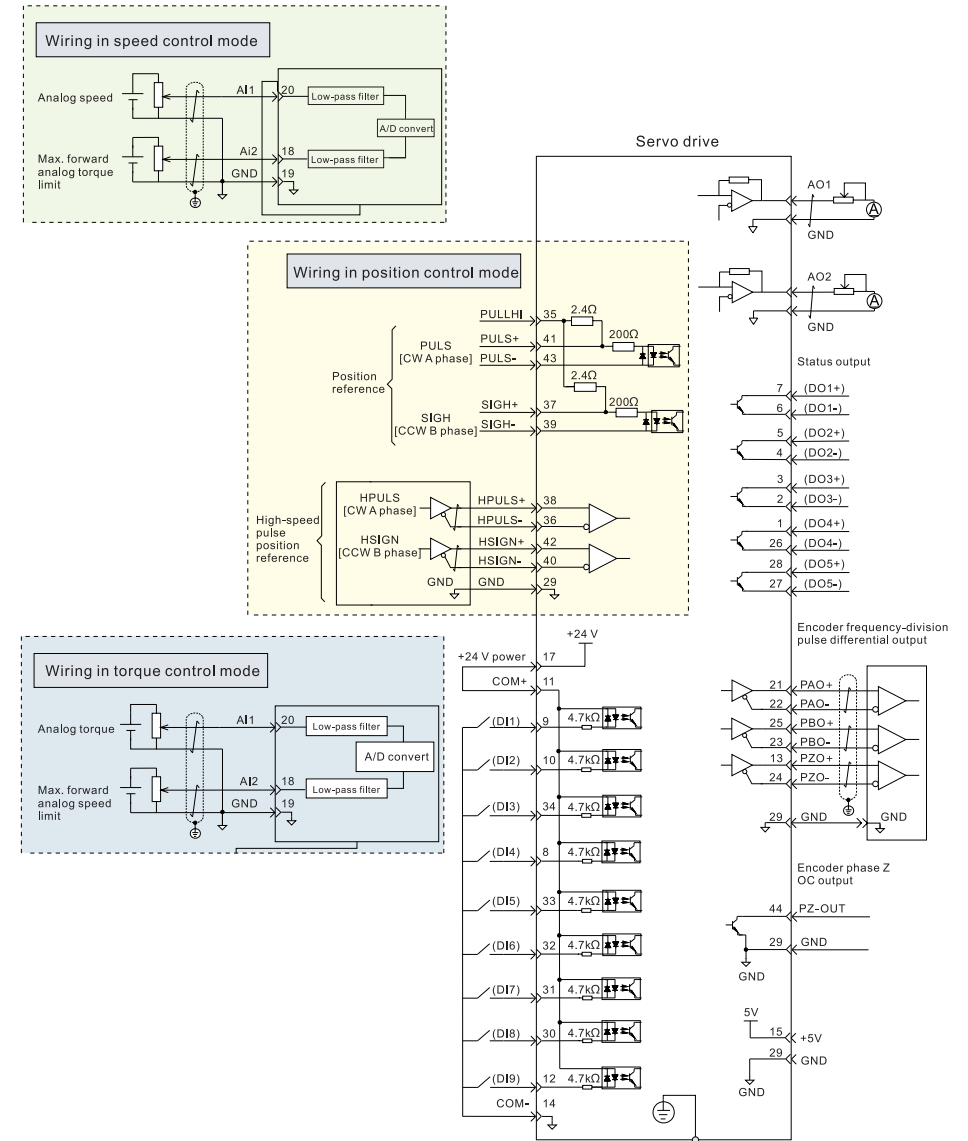 Wiring in speed control mode
Analog speed
AI1
20
Low-pass filter
A/D convert
Max. forward
analog torque
limit
Ai2
18
Low-pass filter
GND
19
Servo drive
AO1
A
GND
AO2
A
GND
Wiring in position control mode
PULLHI
35
2.4Ω
PULS+
41
200Ω
PULS
[CW A phase]
PULS-
43
2.4Ω
Position
reference
SIGH+
37
200Ω
SIGH
[CCW B phase]
SIGH-
39
High-speed
pulse
position
reference
HPULS
[CW A phase]
HPULS+
38
HPULS-
36
HSIGN
[CCW B phase]
HSIGN+
42
HSIGN-
40
GND
GND
29
Status output
7
(DO1+)
6
(DO1-)
5
(DO2+)
4
(DO2-)
3
(DO3+)
2
(DO3-)
1
(DO4+)
26
(DO4-)
28
(DO5+)
27
(DO5-)
Wiring in torque control mode
Analog torque
AI1
20
Low-pass filter
A/D convert
Max. forward
analog speed
limit
AI2
18
Low-pass filter
GND
19
+24 V
+24 V power
17
COM+
11
(DI1)
9
4.7kΩ
(DI2)
10
4.7kΩ
(DI3)
34
4.7kΩ
(DI4)
8
4.7kΩ
(DI5)
33
4.7kΩ
(DI6)
32
4.7kΩ
(DI7)
31
4.7kΩ
(DI8)
30
4.7kΩ
(DI9)
12
4.7kΩ
COM-
14
Encoder frequency-division
pulse differential output
21
PAO+
22
PAO-
25
PBO+
23
PBO-
13
PZO+
24
PZO-
29
GND
GND
Encoder phase Z
OC output
44
PZ-OUT
29
GND
GND
5V
15
+5V
29
GND
GND